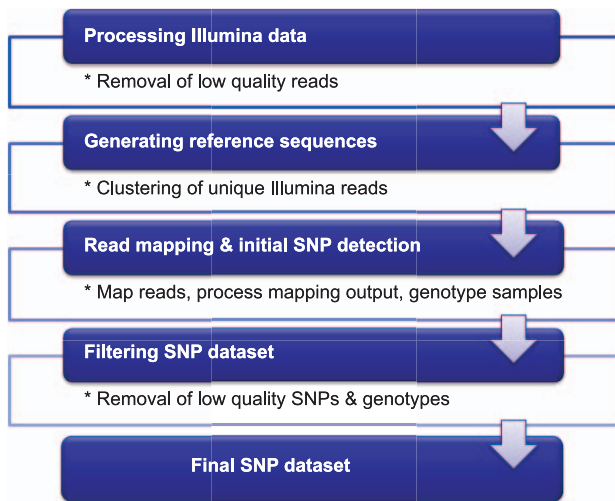 Processing Illumina data
* Removal of low quality reads
Generating reference sequences
* Clustering of unique Illumina reads
Read mapping & initial SNP detection
* Map reads, process mapping output, genotype samples
Filtering SNP dataset
* Removal of low quality SNPs & genotypes
Final SNP dataset